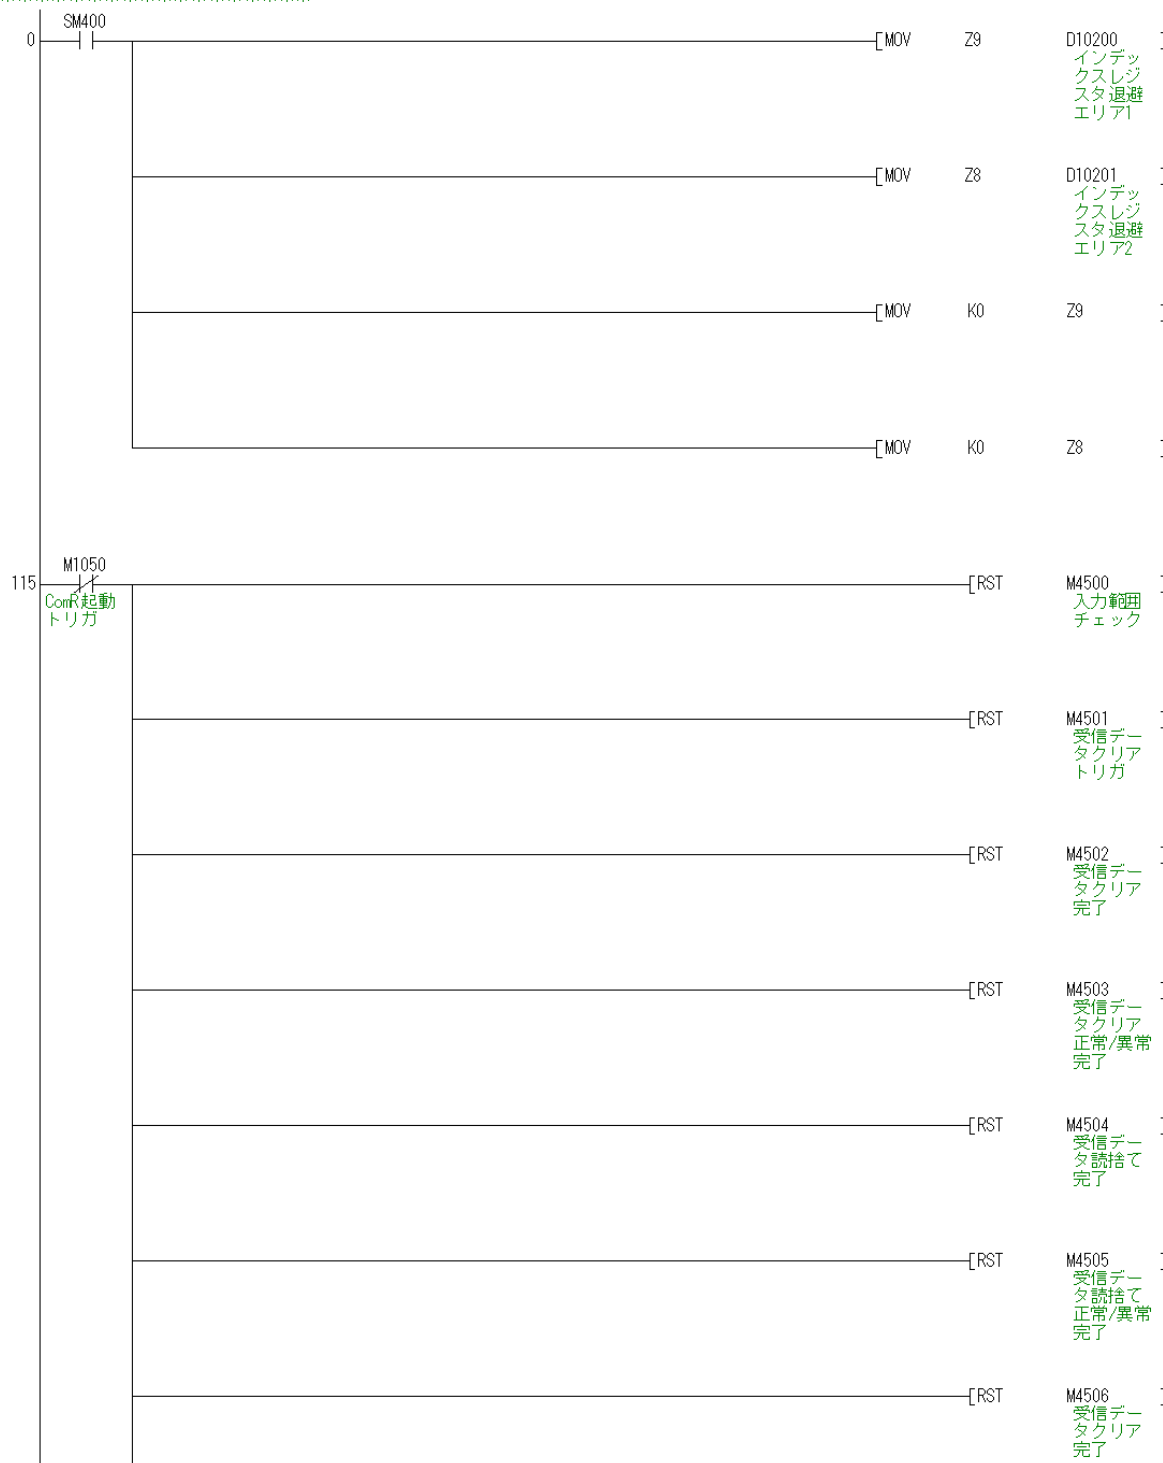 SM400
0 MOV Z9 D10200
インデッ
クスレジ
スタ退避
エリア1
MOV Z8 D10201
インデッ
クスレジ
スタ退避
エリア2
MOV K0 Z9
MOV K0 Z8
M1050
115 RST M4500
ComR起動
トリガ
入力範囲
チェック
RST M4501
受信デー
タクリア
トリガ
RST M4502
受信デー
タクリア
完了
RST M4503
受信デー
タクリア
正常/異常
完了
RST M4504
受信デー
タ読捨て
完了
RST M4505
受信デー
タ読捨て
正常/異常
完了
RST M4506
受信デー
タクリア
完了